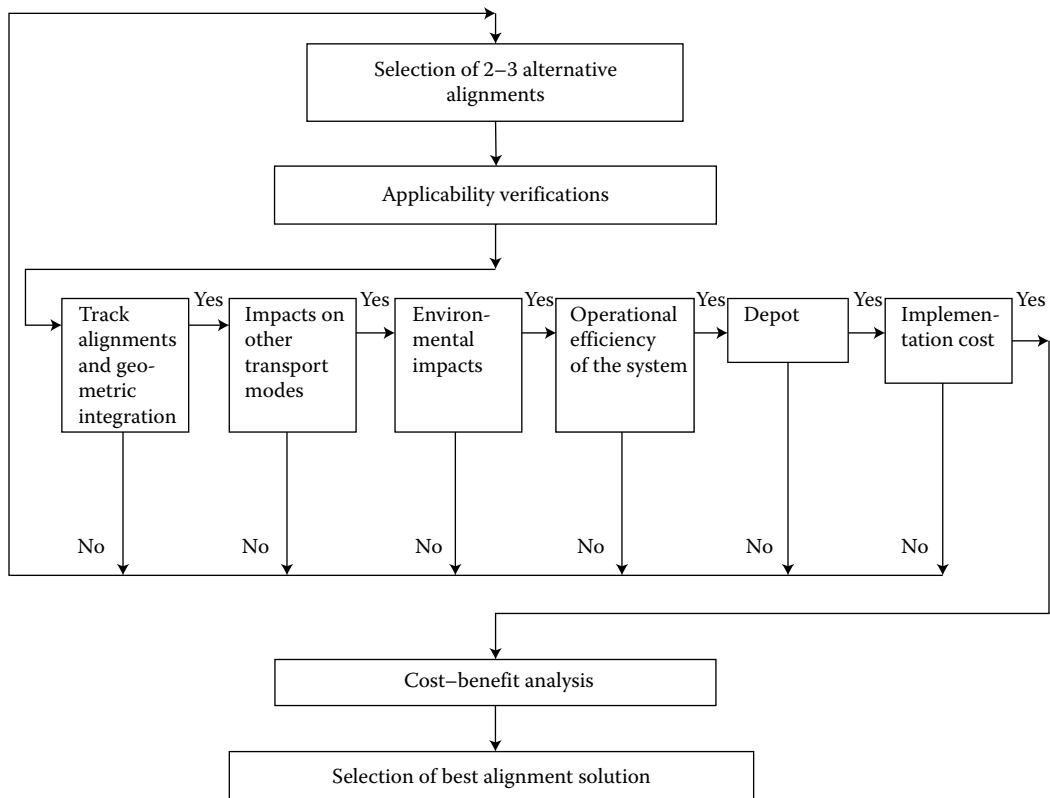 Selection of 2–3 alternative
alignments
Applicability verifications
Track
alignments
and geo-
metric
integration
Yes
Impacts on
other
transport
modes
Yes
Environ-
mental
impacts
Yes
Operational
efficiency
of the system
Yes
Depot
Yes
Implemen-
tation cost
Yes
No
No
No
No
No
No
Cost–benefit analysis
Selection of best alignment solution